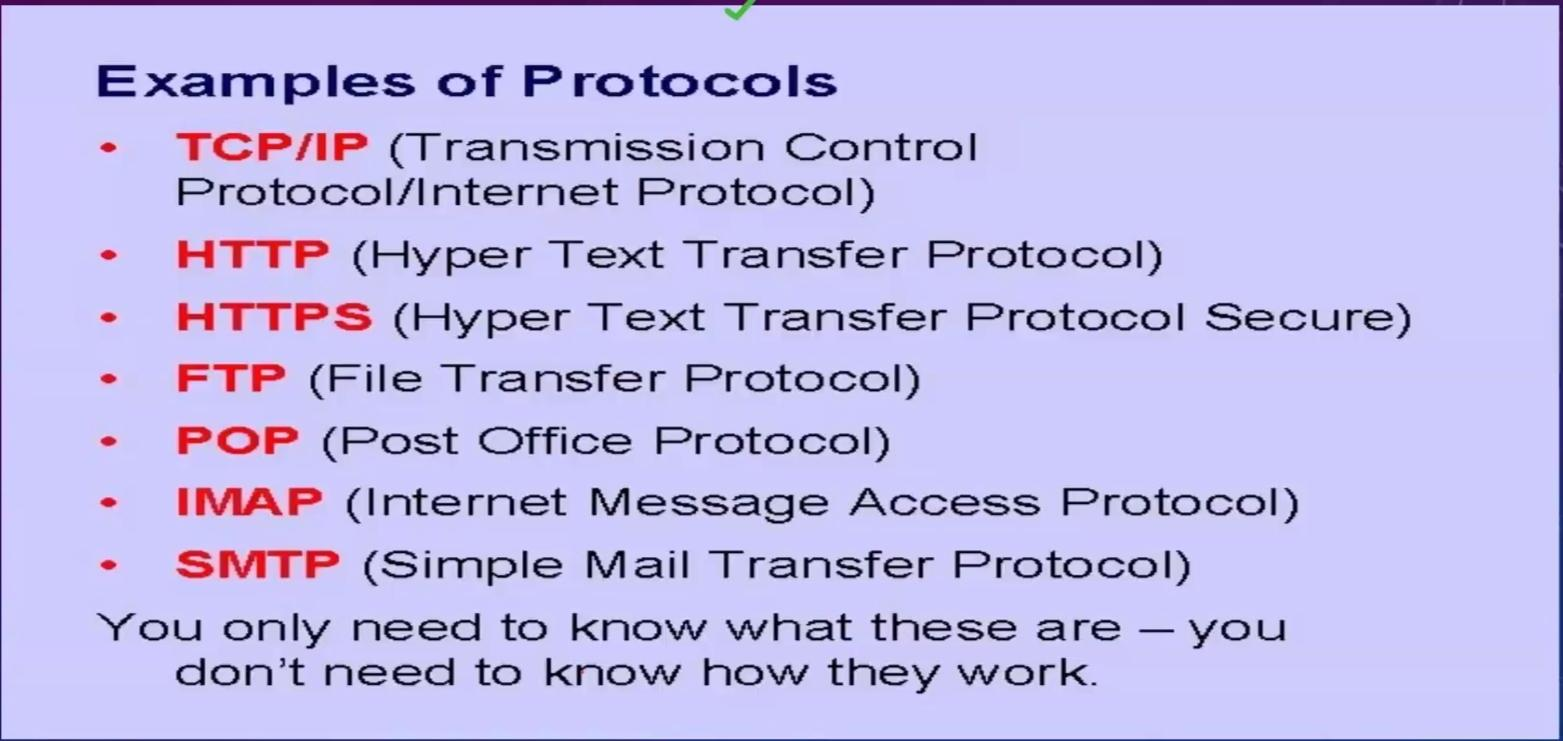 Examples of Protocols
• TCP/IP (Transmission Control
Protocol/Internet Protocol)
• HTTP (Hyper Text Transfer Protocol)
• HTTPS (Hyper Text Transfer Protocol Secure)
• FTP (File Transfer Protocol)
• POP (Post Office Protocol)
• IMAP (Internet Message Access Protocol)
• SMTP (Simple Mail Transfer Protocol)
You only need to know what these are – you
don’t need to know how they work.